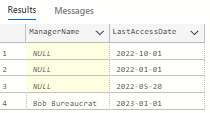 Results Messages
ManagerName LastAccessDate
1 NULL 2022-10-01
2 NULL 2022-01-01
3 NULL 2022-05-20
4 Bob Bureaucrat 2023-01-01